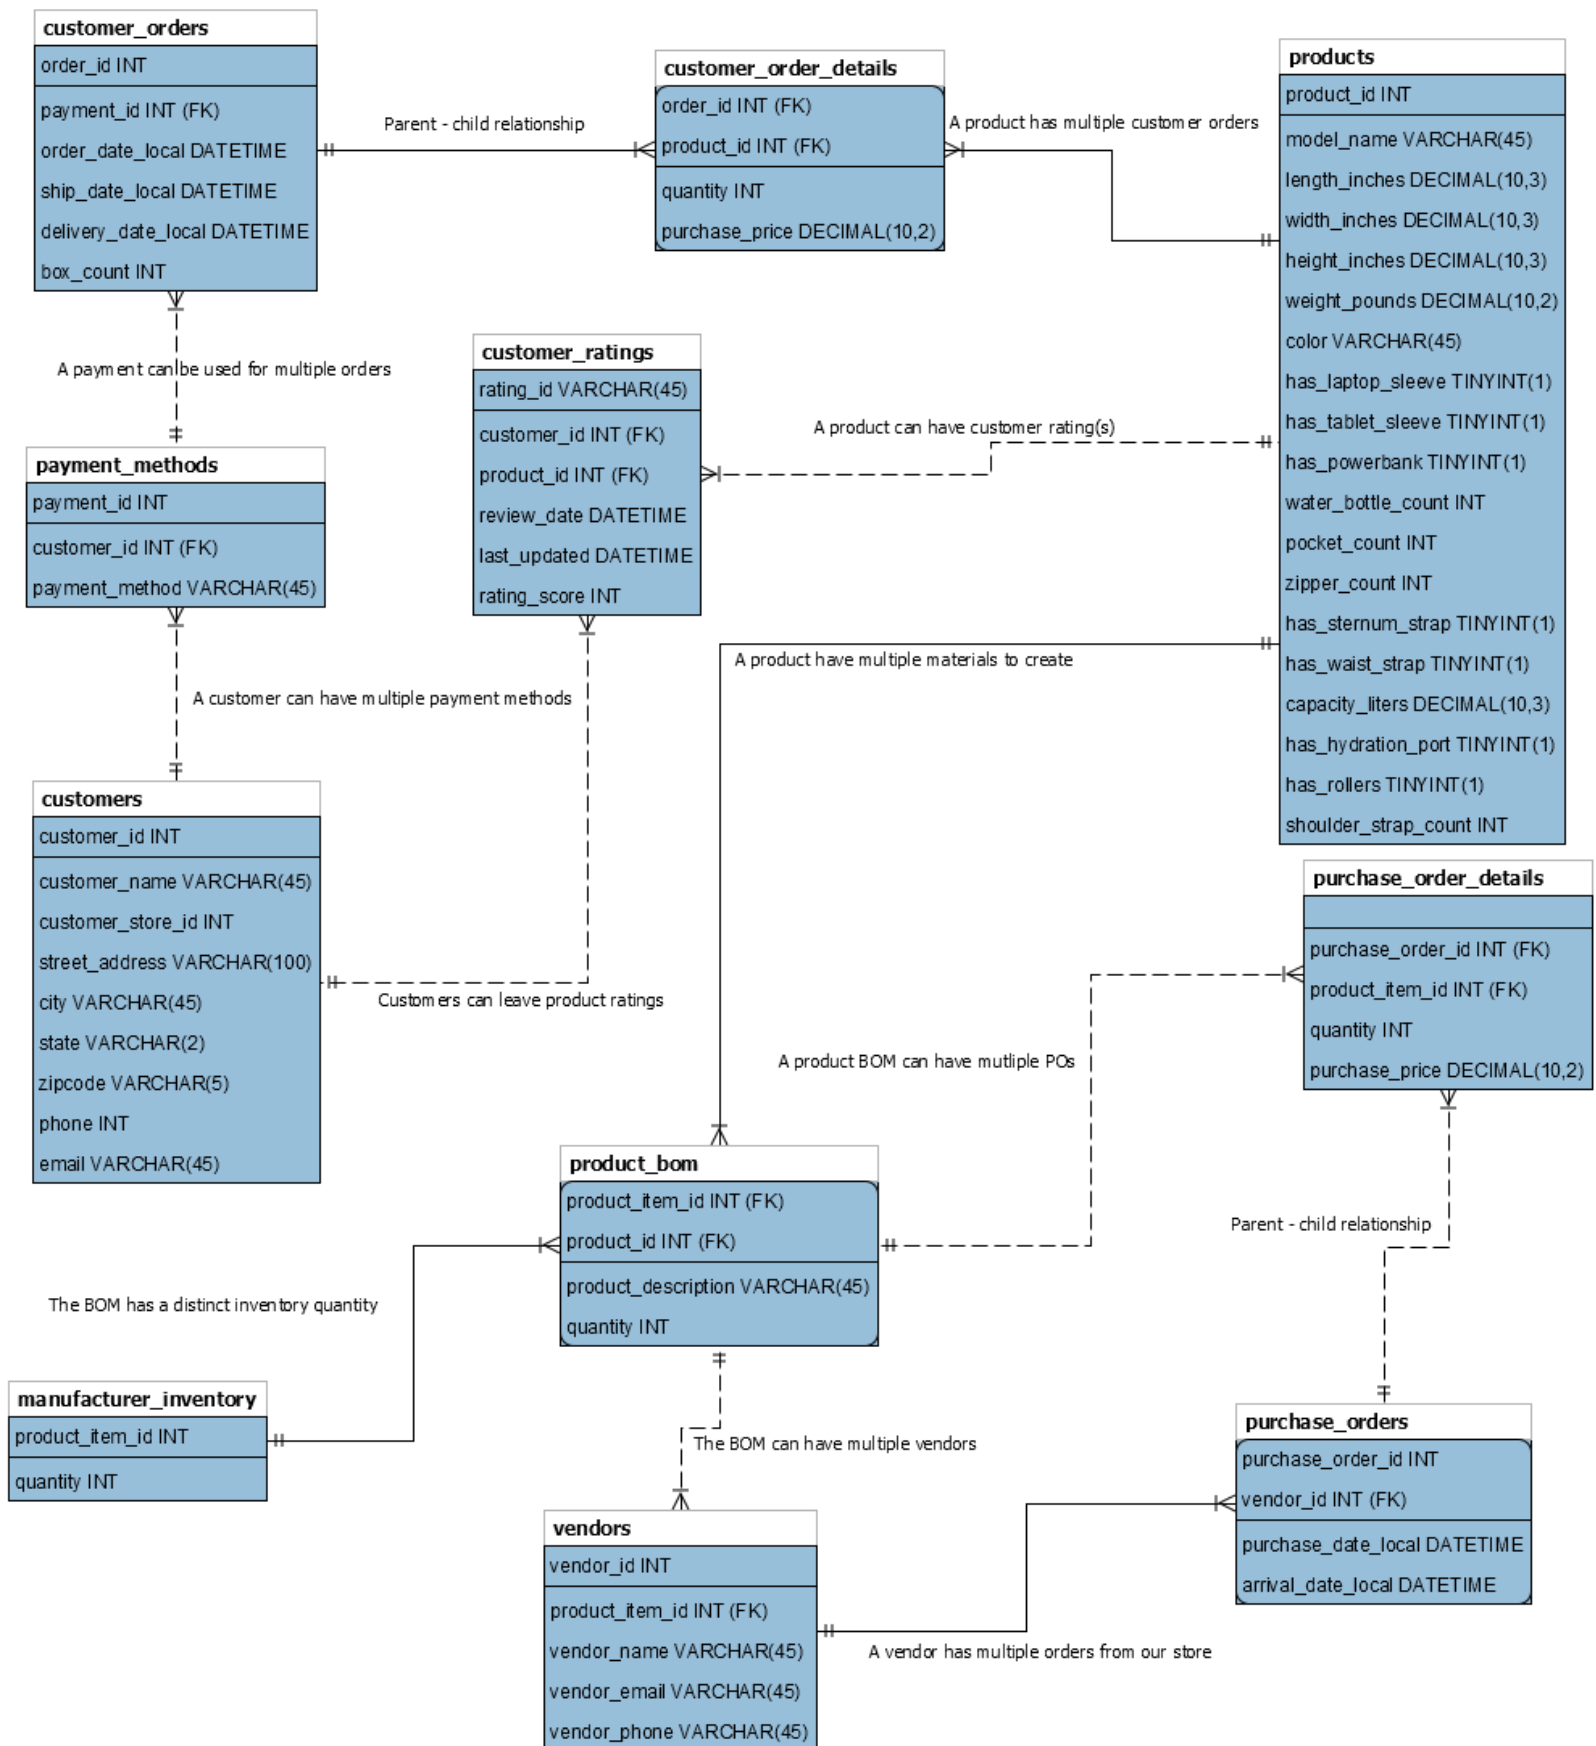 customer_orders
order_id INT
payment_id INT (FK)
order_date_local DATETIME
ship_date_local DATETIME
delivery_date_local DATETIME
box_count INT
Parent - child relationship
customer_order_details
order_id INT (FK)
product_id INT (FK)
quantity INT
purchase_price DECIMAL(10,2)
A product has multiple customer orders
products
product_id INT
model_name VARCHAR(45)
length_inches DECIMAL(10,3)
width_inches DECIMAL(10,3)
height_inches DECIMAL(10,3)
weight_pounds DECIMAL(10,2)
color VARCHAR(45)
has_laptop_sleeve TINYINT(1)
has_tablet_sleeve TINYINT(1)
has_powerbank TINYINT(1)
water_bottle_count INT
pocket_count INT
zipper_count INT
has_sternum_strap TINYINT(1)
has_waist_strap TINYINT(1)
capacity_liters DECIMAL(10,3)
has_hydration_port TINYINT(1)
has_rollers TINYINT(1)
shoulder_strap_count INT
A payment can be used for multiple orders
customer_ratings
rating_id VARCHAR(45)
customer_id INT (FK)
product_id INT (FK)
review_date DATETIME
last_updated DATETIME
rating_score INT
A product can have customer rating(s)
payment_methods
payment_id INT
customer_id INT (FK)
payment_method VARCHAR(45)
A product have multiple materials to create
A customer can have multiple payment methods
customers
customer_id INT
customer_name VARCHAR(45)
customer_store_id INT
street_address VARCHAR(100)
city VARCHAR(45)
state VARCHAR(2)
zipcode VARCHAR(5)
phone INT
email VARCHAR(45)
Customers can leave product ratings
purchase_order_details
purchase_order_id INT (FK)
product_item_id INT (FK)
quantity INT
purchase_price DECIMAL(10,2)
A product BOM can have mutliple POs
product_bom
product_item_id INT (FK)
product_id INT (FK)
product_description VARCHAR(45)
quantity INT
Parent - child relationship
The BOM has a distinct inventory quantity
manufacturer_inventory
product_item_id INT
quantity INT
The BOM can have multiple vendors
purchase_orders
purchase_order_id INT
vendor_id INT (FK)
purchase_date_local DATETIME
arrival_date_local DATETIME
vendors
vendor_id INT
product_item_id INT (FK)
vendor_name VARCHAR(45)
vendor_email VARCHAR(45)
vendor_phone VARCHAR(45)
A vendor has multiple orders from our store